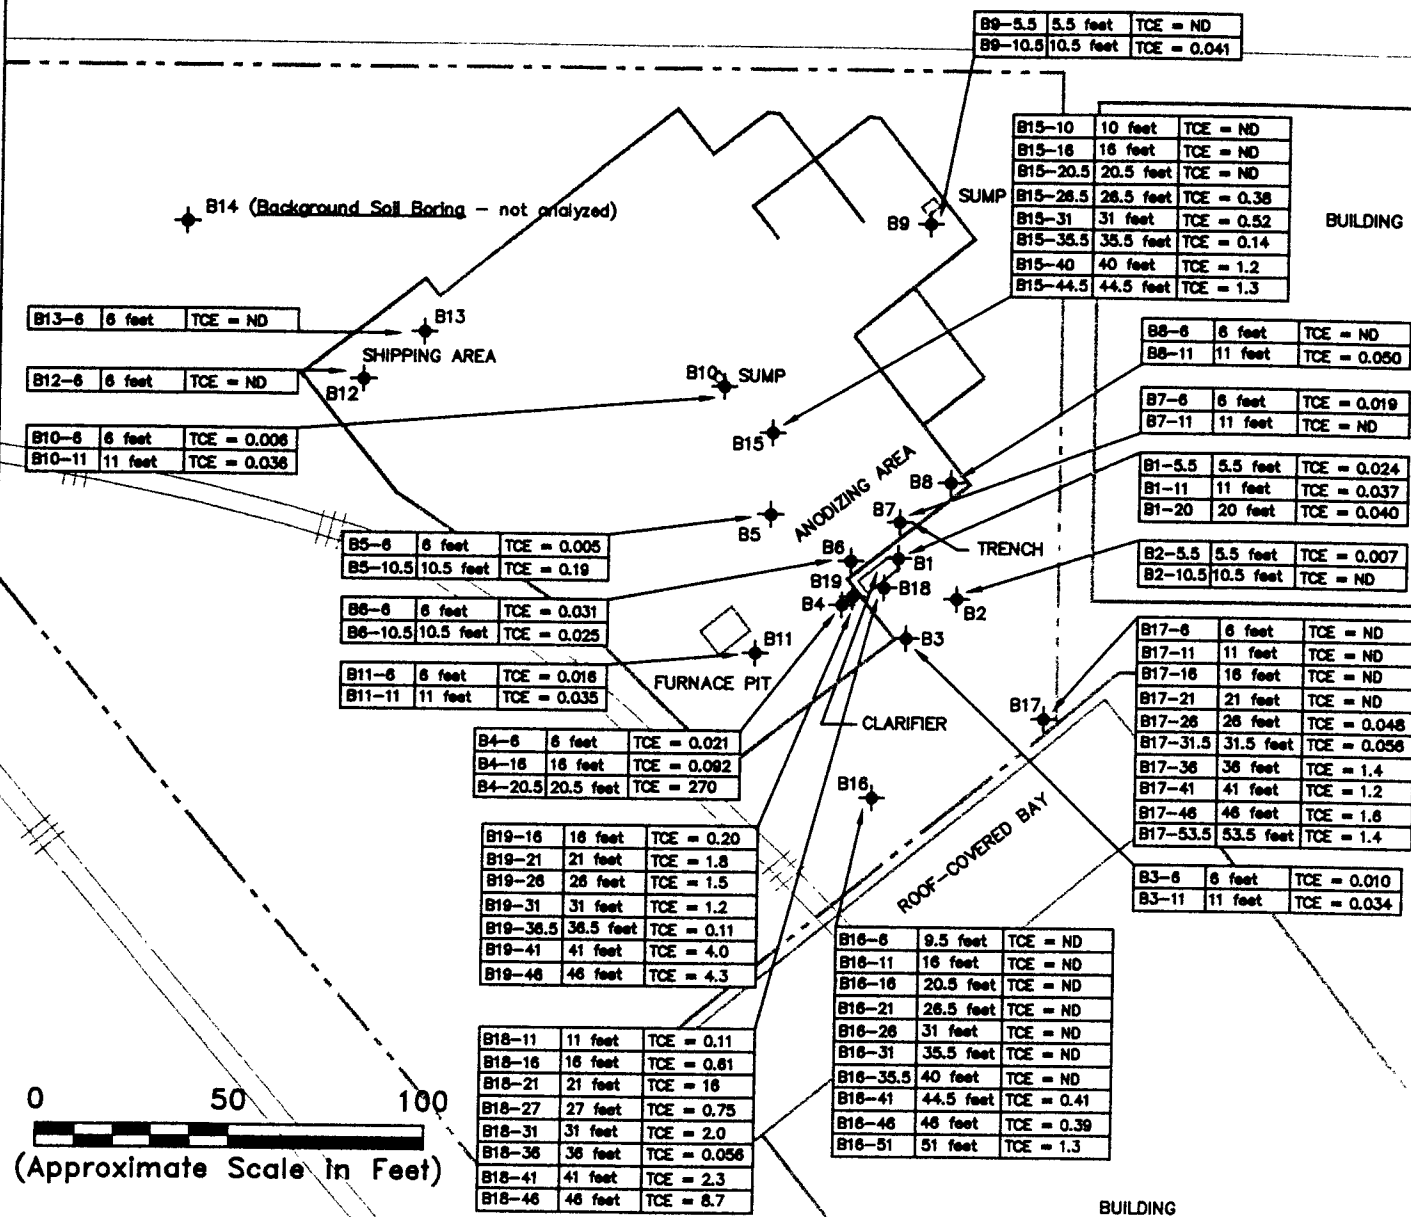 B9-5.5 5.5 feet TCE = ND
B9-10.5 10.5 feet TCE = 0.041
B15-10 10 feet TCE = ND
B15-16 16 feet TCE = ND
B15-20.5 20.5 feet TCE = ND
B15-26.5 26.5 feet TCE = 0.38
B15-31 31 feet TCE = 0.52
B15-35.5 35.5 feet TCE = 0.14
B15-40 40 feet TCE = 1.2
B15-44.5 44.5 feet TCE = 1.3
SUMP
B9
BUILDING
B14 (Background Soil Boring - not analyzed)
B13-6 6 feet TCE = ND
B13
SHIPPING AREA
B12-6 6 feet TCE = ND
B12
B10 SUMP
B15
B10-6 6 feet TCE = 0.006
B10-11 11 feet TCE = 0.036
B8-6 6 feet TCE = ND
B8-11 11 feet TCE = 0.050
B7-6 6 feet TCE = 0.019
B7-11 11 feet TCE = ND
B1-5.5 5.5 feet TCE = 0.024
B1-11 11 feet TCE = 0.037
B1-20 20 feet TCE = 0.040
B2-5.5 5.5 feet TCE = 0.007
B2-10.5 10.5 feet TCE = ND
ANODIZING AREA
B8
B7
B5
B6
TRENCH
B1
B19
B18
B4
B2
B3
B5-6 6 feet TCE = 0.005
B5-10.5 10.5 feet TCE = 0.19
B6-6 6 feet TCE = 0.031
B6-10.5 10.5 feet TCE = 0.025
B11
B11-6 6 feet TCE = 0.016
B11-11 11 feet TCE = 0.035
FURNACE PIT
CLARIFIER
B17
B17-6 6 feet TCE = ND
B17-11 11 feet TCE = ND
B17-16 16 feet TCE = ND
B17-21 21 feet TCE = ND
B17-26 26 feet TCE = 0.048
B17-31.5 31.5 feet TCE = 0.056
B17-36 36 feet TCE = 1.4
B17-41 41 feet TCE = 1.2
B17-46 46 feet TCE = 1.6
B17-53.5 53.5 feet TCE = 1.4
B4-6 6 feet TCE = 0.021
B4-16 16 feet TCE = 0.092
B4-20.5 20.5 feet TCE = 270
B16
ROOF-COVERED BAY
B3-6 6 feet TCE = 0.010
B3-11 11 feet TCE = 0.034
B19-16 16 feet TCE = 0.20
B19-21 21 feet TCE = 1.8
B19-26 26 feet TCE = 1.5
B19-31 31 feet TCE = 1.2
B19-36.5 36.5 feet TCE = 0.11
B19-41 41 feet TCE = 4.0
B19-46 46 feet TCE = 4.3
B16-6 9.5 feet TCE = ND
B16-11 16 feet TCE = ND
B16-16 20.5 feet TCE = ND
B16-21 26.5 feet TCE = ND
B16-26 31 feet TCE = ND
B16-31 35.5 feet TCE = ND
B16-35.5 40 feet TCE = ND
B16-41 44.5 feet TCE = 0.41
B16-46 46 feet TCE = 0.39
B16-51 51 feet TCE = 1.3
B18-11 11 feet TCE = 0.11
B18-16 16 feet TCE = 0.61
B18-21 21 feet TCE = 16
B18-27 27 feet TCE = 0.75
B18-31 31 feet TCE = 2.0
B18-36 36 feet TCE = 0.056
B18-41 41 feet TCE = 2.3
B18-46 46 feet TCE = 8.7
0 50 100
(Approximate Scale in Feet)
BUILDING